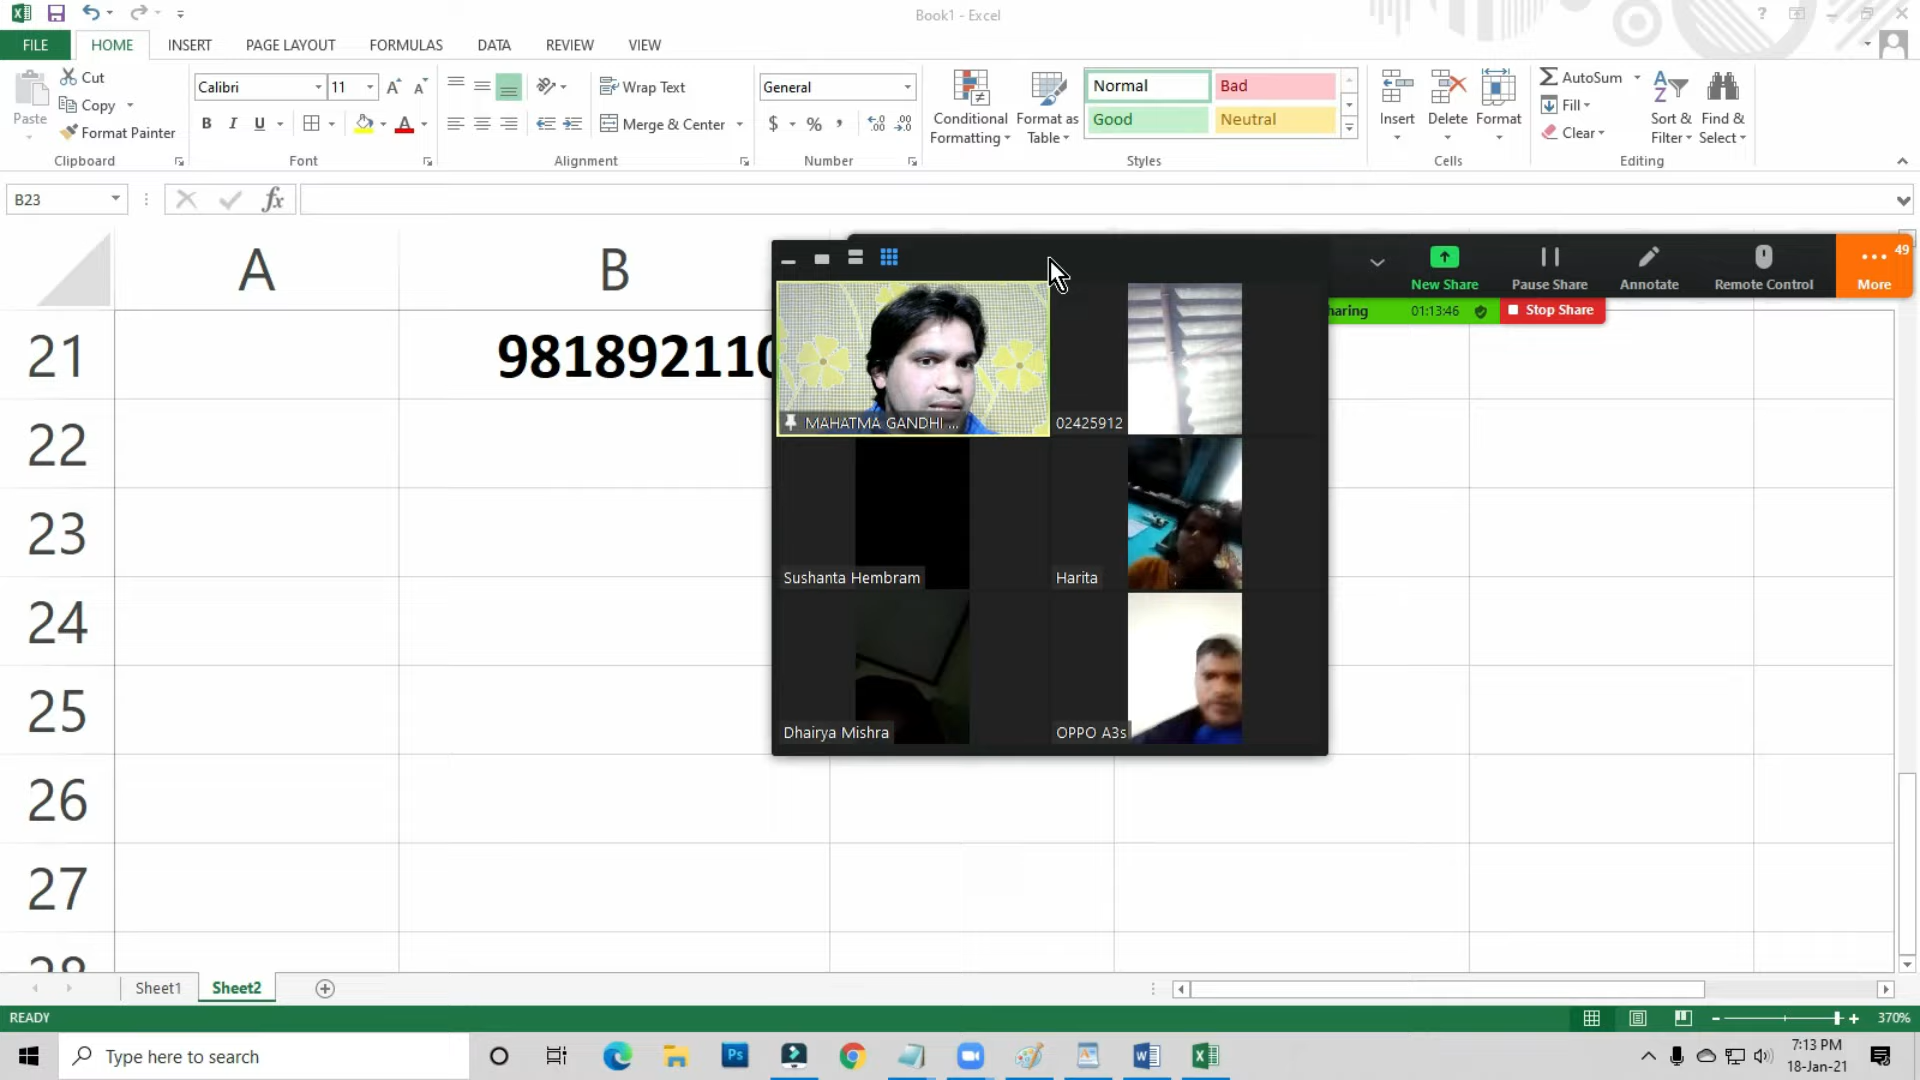 Book1 - Excel
FILE HOME INSERT PAGE LAYOUT FORMULAS DATA REVIEW VIEW
Paste
Cut
Copy
Format Painter
Clipboard
Calibri 11
B I U
Font
Wrap Text
Merge & Center
Alignment
General
$ % ,
Number
Conditional Formatting
Format as Table
Normal Bad
Good Neutral
Styles
Insert Delete Format
Cells
AutoSum
Fill
Clear
Sort & Filter
Find & Select
Editing
B23
fx
A B
21 981892110
22
23
24
25
26
27
28
MAHATMA GANDHI ...
02425912
Sushanta Hembram
Harita
Dhairya Mishra
OPPO A3s
New Share Pause Share Annotate Remote Control More 49
haring 01:13:46 Stop Share
Sheet1 Sheet2
READY 370%
Type here to search
7:13 PM
18-Jan-21